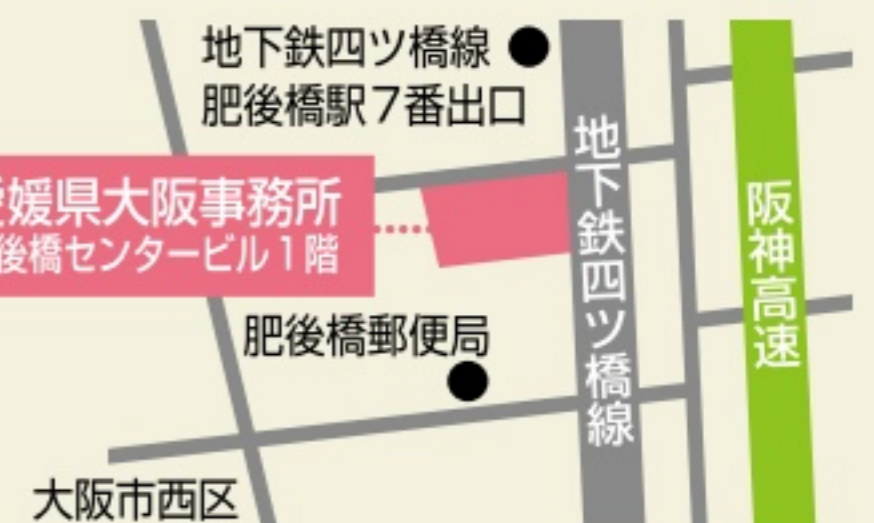 地下鉄四ツ橋線
肥後橋駅7番出口
媛県大阪事務所
後橋センタービル1階
地下鉄四ツ橋線
阪神高速
肥後橋郵便局
大阪市西区